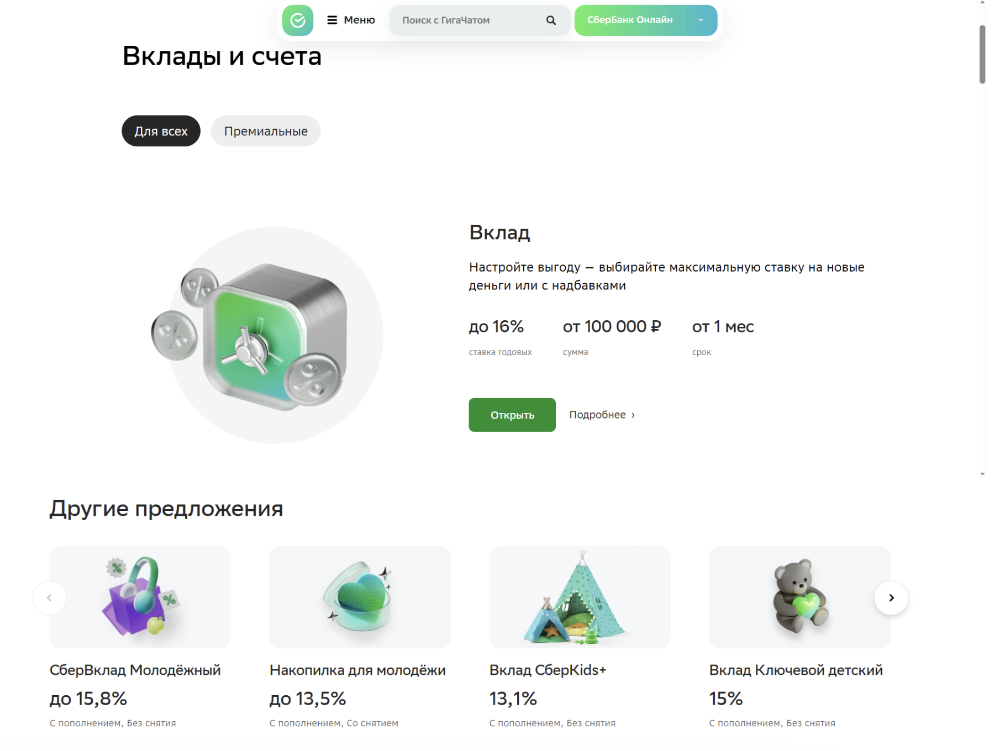 Меню
Поиск с ГигаЧатом
СберБанк Онлайн
Вклады и счета
Для всех
Премиальные
Вклад
Настройте выгоду — выбирайте максимальную ставку на новые
деньги или с надбавками
до 16%
от 100 000 ₽
от 1 мес
ставка годовых
сумма
срок
Открыть
Подробнее ›
Другие предложения
СберВклад Молодёжный
до 15,8%
С пополнением, Без снятия
Накопилка для молодёжи
до 13,5%
С пополнением, Со снятием
Вклад СберKids+
13,1%
С пополнением, Без снятия
Вклад Ключевой детский
15%
С пополнением, Без снятия